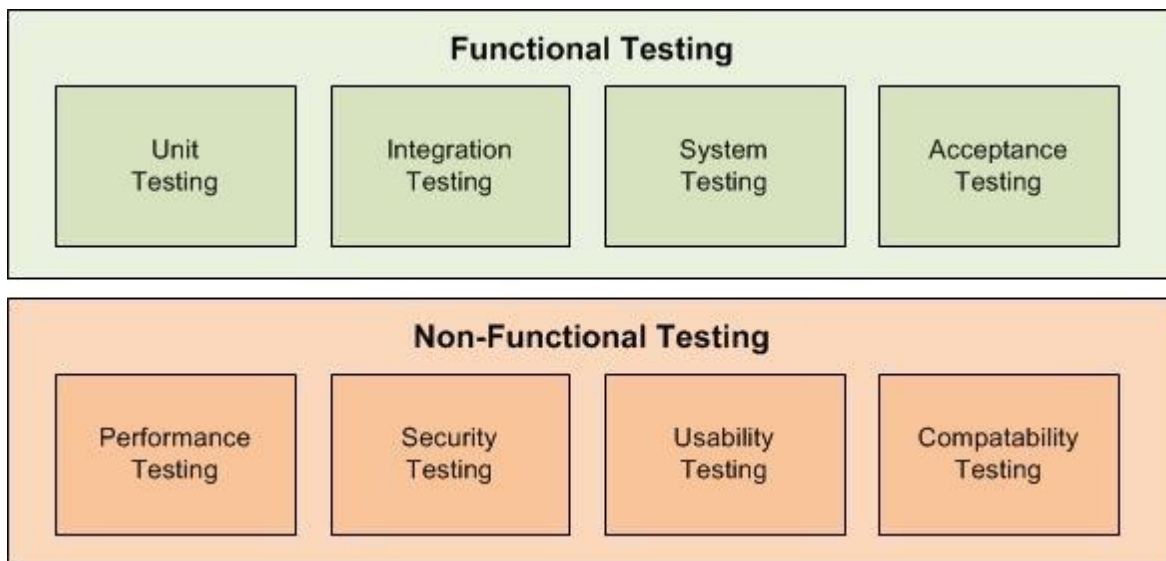 Functional Testing
Unit
Testing
Integration
Testing
System
Testing
Acceptance
Testing
Non-Functional Testing
Performance
Testing
Security
Testing
Usability
Testing
Compatability
Testing